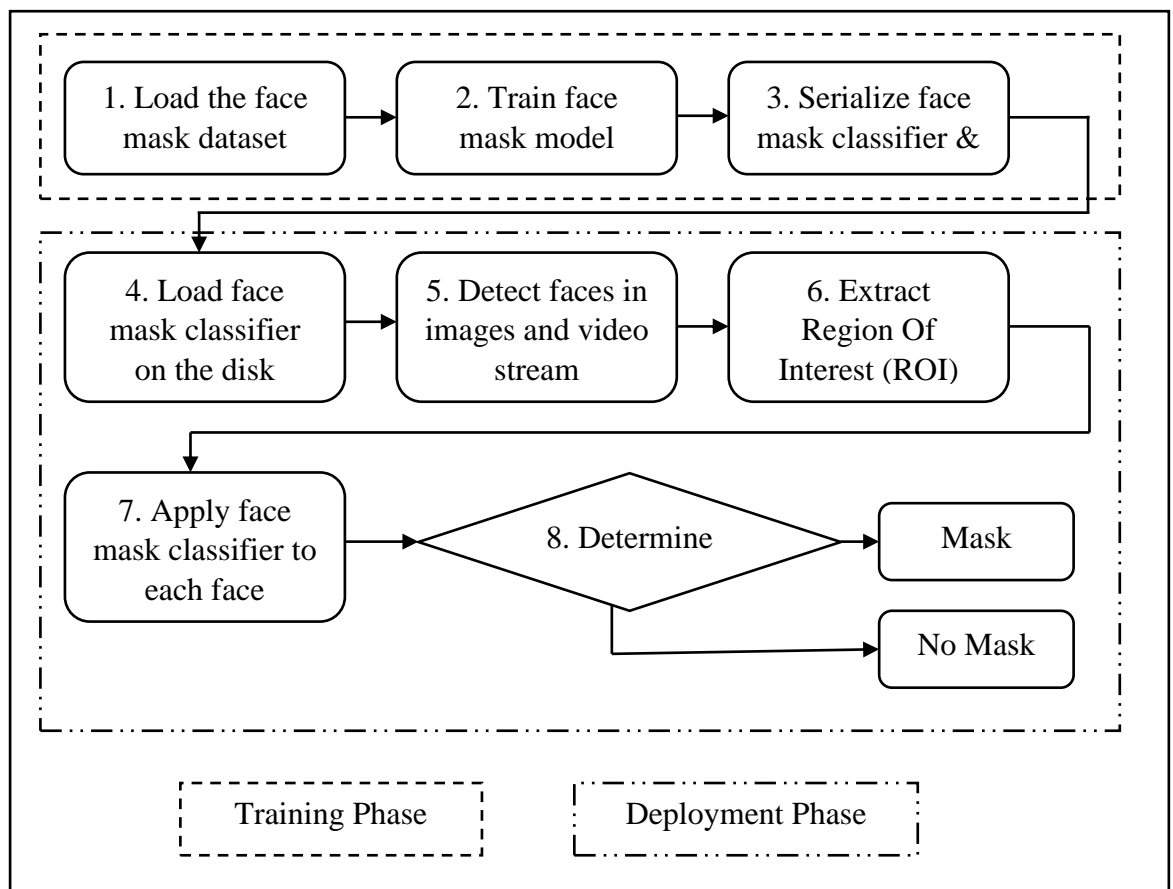 1. Load the face
mask dataset
2. Train face
mask model
3. Serialize face
mask classifier &
4. Load face
mask classifier
on the disk
5. Detect faces in
images and video
stream
6. Extract
Region Of
Interest (ROI)
7. Apply face
mask classifier to
each face
8. Determine
Mask
No Mask
Training Phase
Deployment Phase